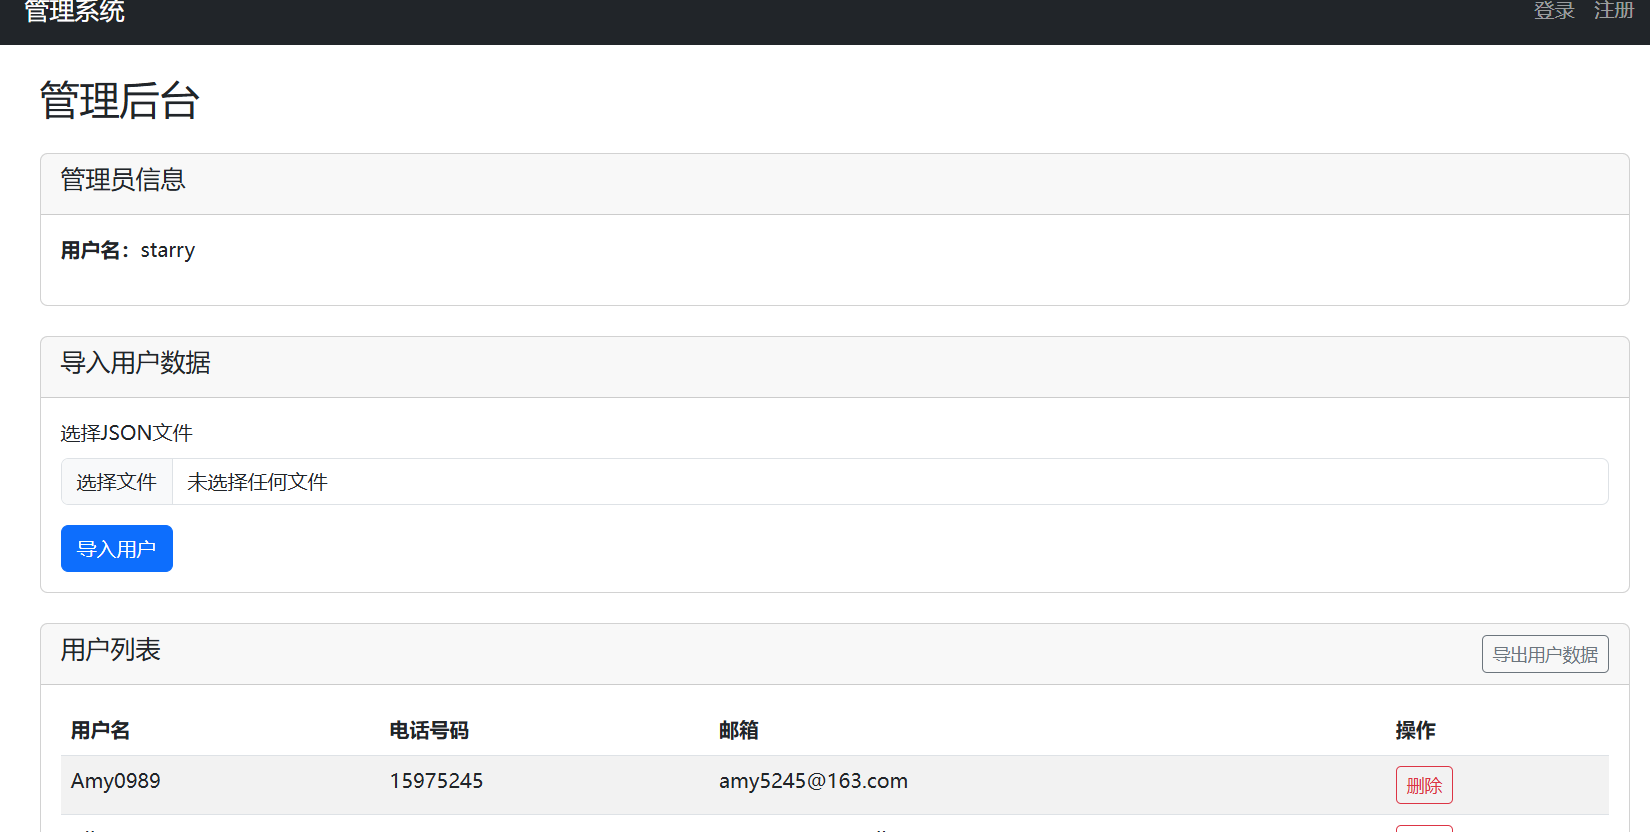 管理系统 登录 注册
管理后台
管理员信息
用户名：starry
导入用户数据
选择JSON文件
选择文件 未选择任何文件
导入用户
用户列表 导出用户数据
用户名 电话号码 邮箱 操作
Amy0989 15975245 amy5245@163.com 删除